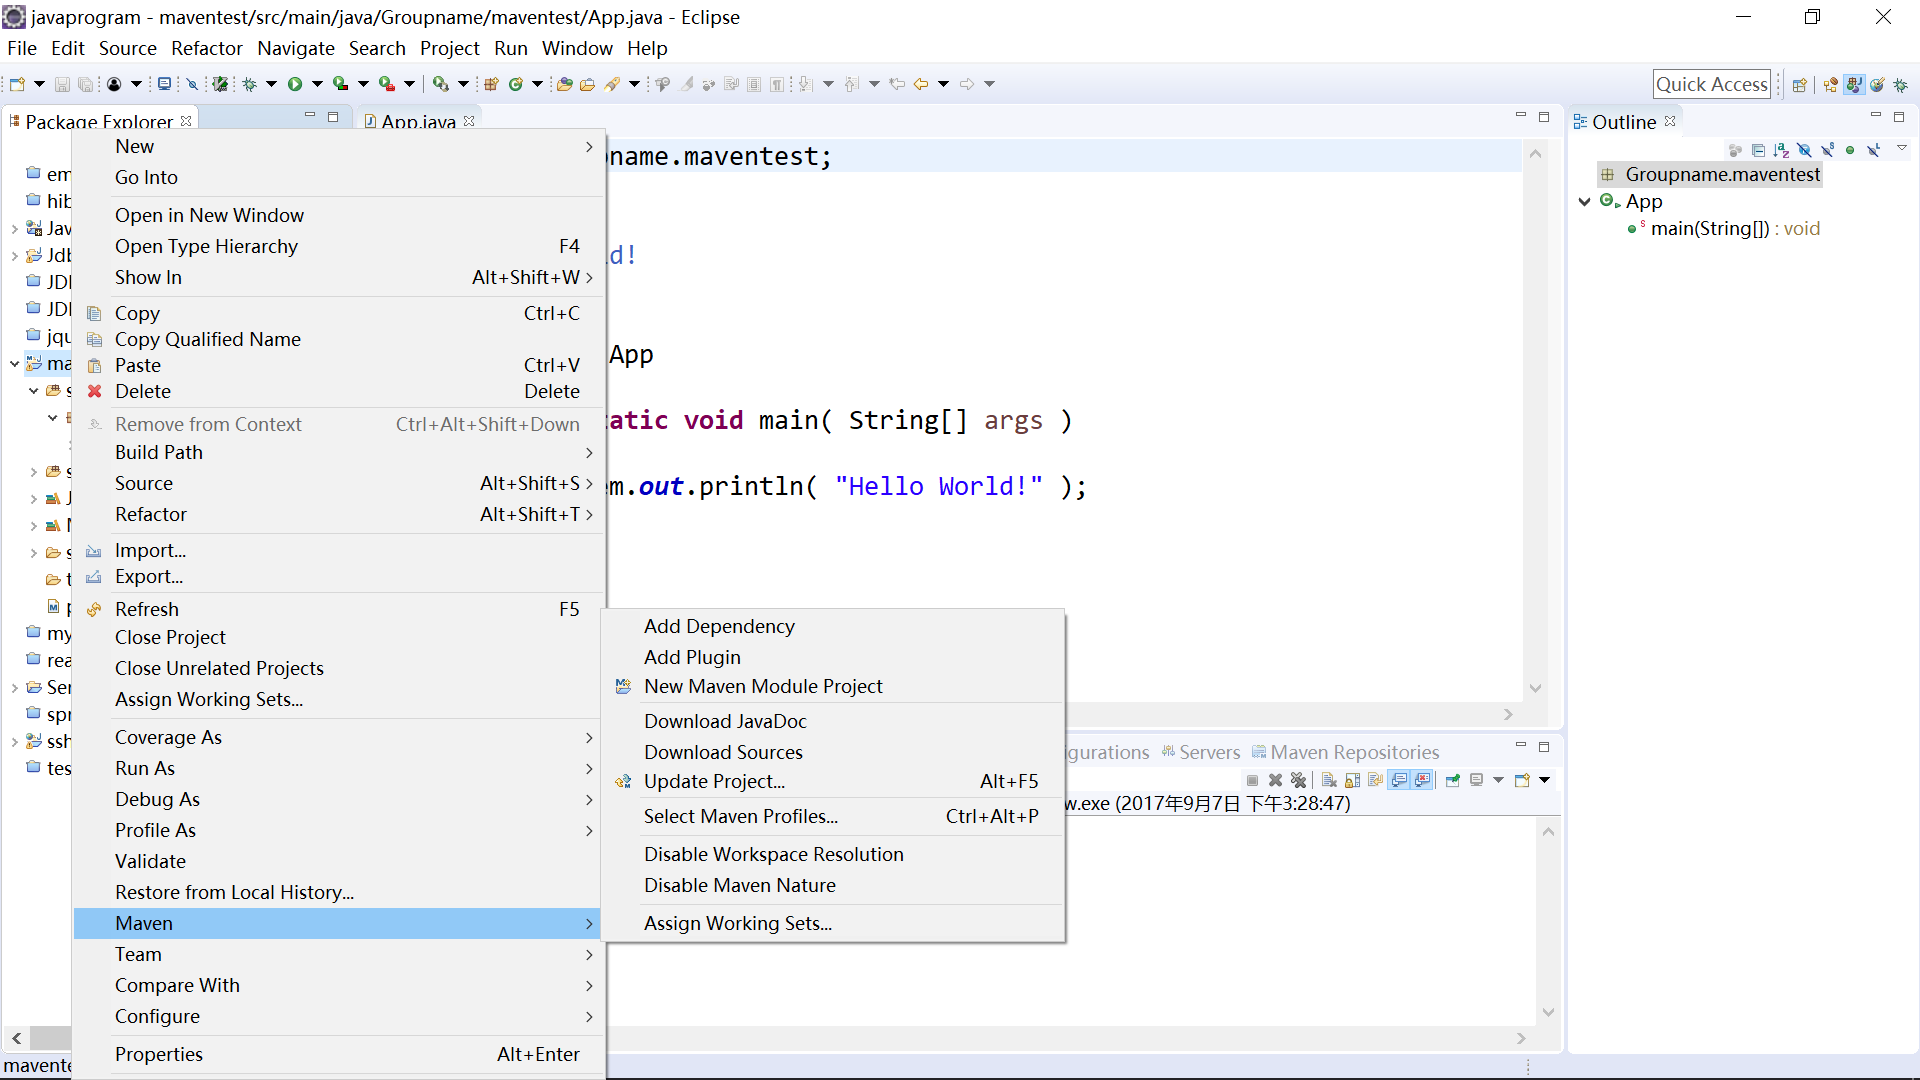 javaprogram - maventest/src/main/java/Groupname/maventest/App.java - Eclipse
File Edit Source Refactor Navigate Search Project Run Window Help
Quick Access
Package Explorer
App.java
Outline
New
Go Into
Open in New Window
Open Type Hierarchy F4
Show In Alt+Shift+W
Copy Ctrl+C
Copy Qualified Name
Paste Ctrl+V
Delete Delete
Remove from Context Ctrl+Alt+Shift+Down
Build Path
Source Alt+Shift+S
Refactor Alt+Shift+T
Import...
Export...
Refresh F5
Close Project
Close Unrelated Projects
Assign Working Sets...
Coverage As
Run As
Debug As
Profile As
Validate
Restore from Local History...
Maven
Team
Compare With
Configure
Properties Alt+Enter
Add Dependency
Add Plugin
New Maven Module Project
Download JavaDoc
Download Sources
Update Project... Alt+F5
Select Maven Profiles... Ctrl+Alt+P
Disable Workspace Resolution
Disable Maven Nature
Assign Working Sets...
em
hib
Jav
Jdb
JD
JD
jqu
ma
s
s
J
s
t
p
my
rea
Ser
spr
ssh
tes
name.maventest;
d!
App
tatic void main( String[] args )
m.out.println( "Hello World!" );
Groupname.maventest
App
main(String[]) : void
igurations Servers Maven Repositories
w.exe (2017年9月7日 下午3:28:47)
mavente